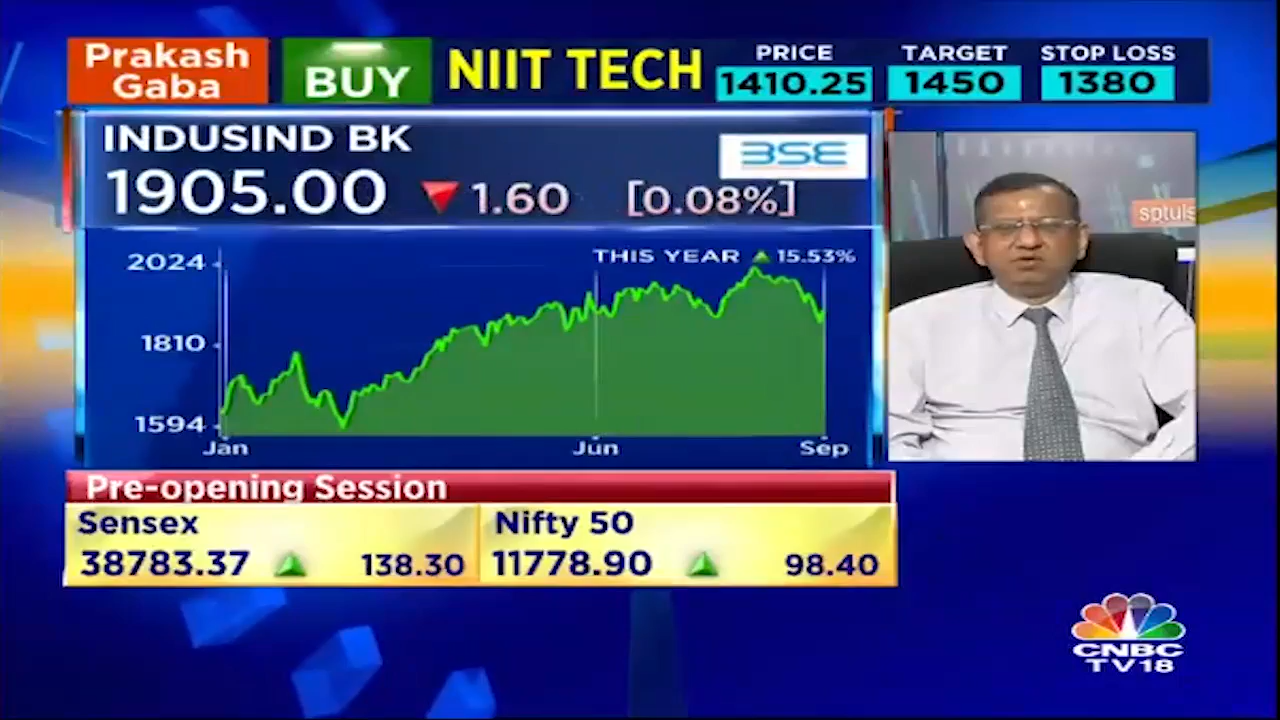 Prakash
Gaba
BUY
NIIT TECH
PRICE
1410.25
TARGET
1450
STOP LOSS
1380
INDUSIND BK
1905.00 ▼ 1.60 [0.08%]
BSE
THIS YEAR ▲ 15.53%
2024
1810
1594
Jan Jun Sep
sptuls
Pre-opening Session
Sensex
38783.37 ▲ 138.30
Nifty 50
11778.90 ▲ 98.40
CNBC
TV18